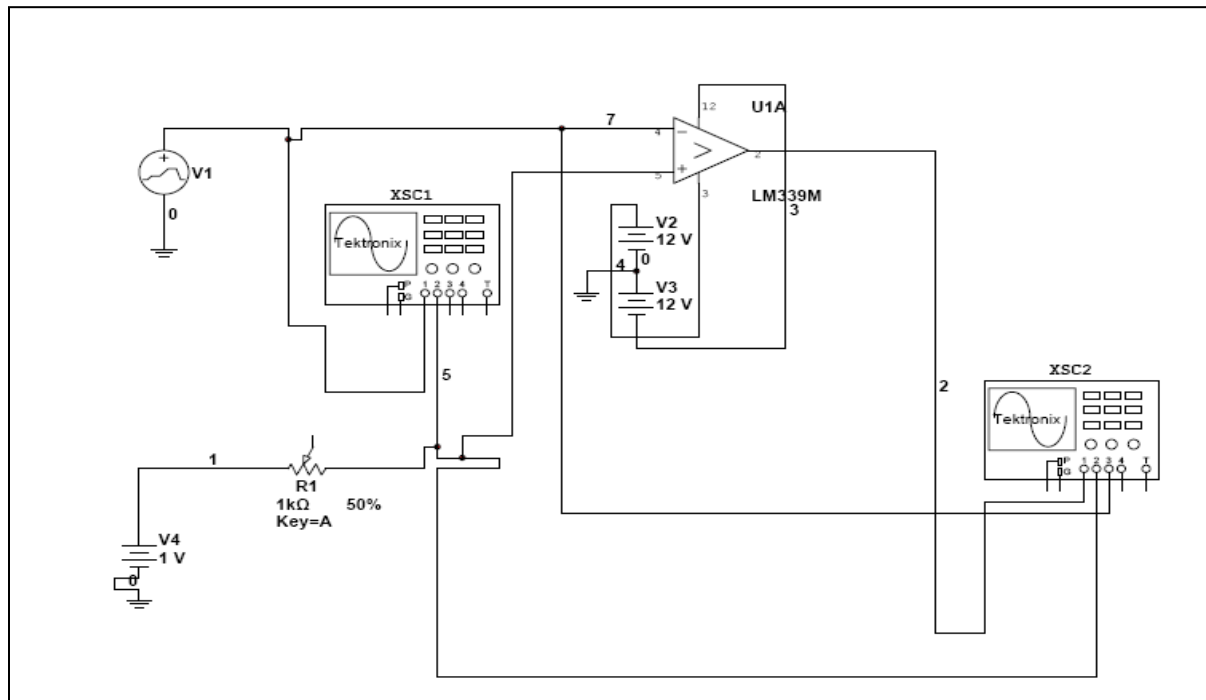 12
U1A
7
4
2
5
3
LM339M
3
V1
0
XSC1
Tektronix
P
G
1 2 3 4 T
V2
12 V
4
0
V3
12 V
5
2
XSC2
Tektronix
P
G
1 2 3 4 T
1
R1
1kΩ 50%
Key=A
V4
1 V
0